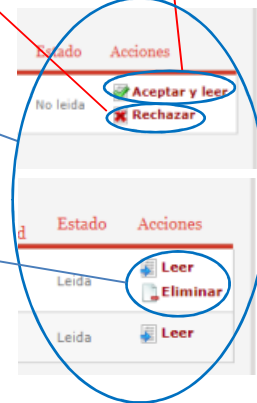 Estado Acciones
No leida Aceptar y leer
Rechazar
d Estado Acciones
Leida Leer
Eliminar
Leida Leer